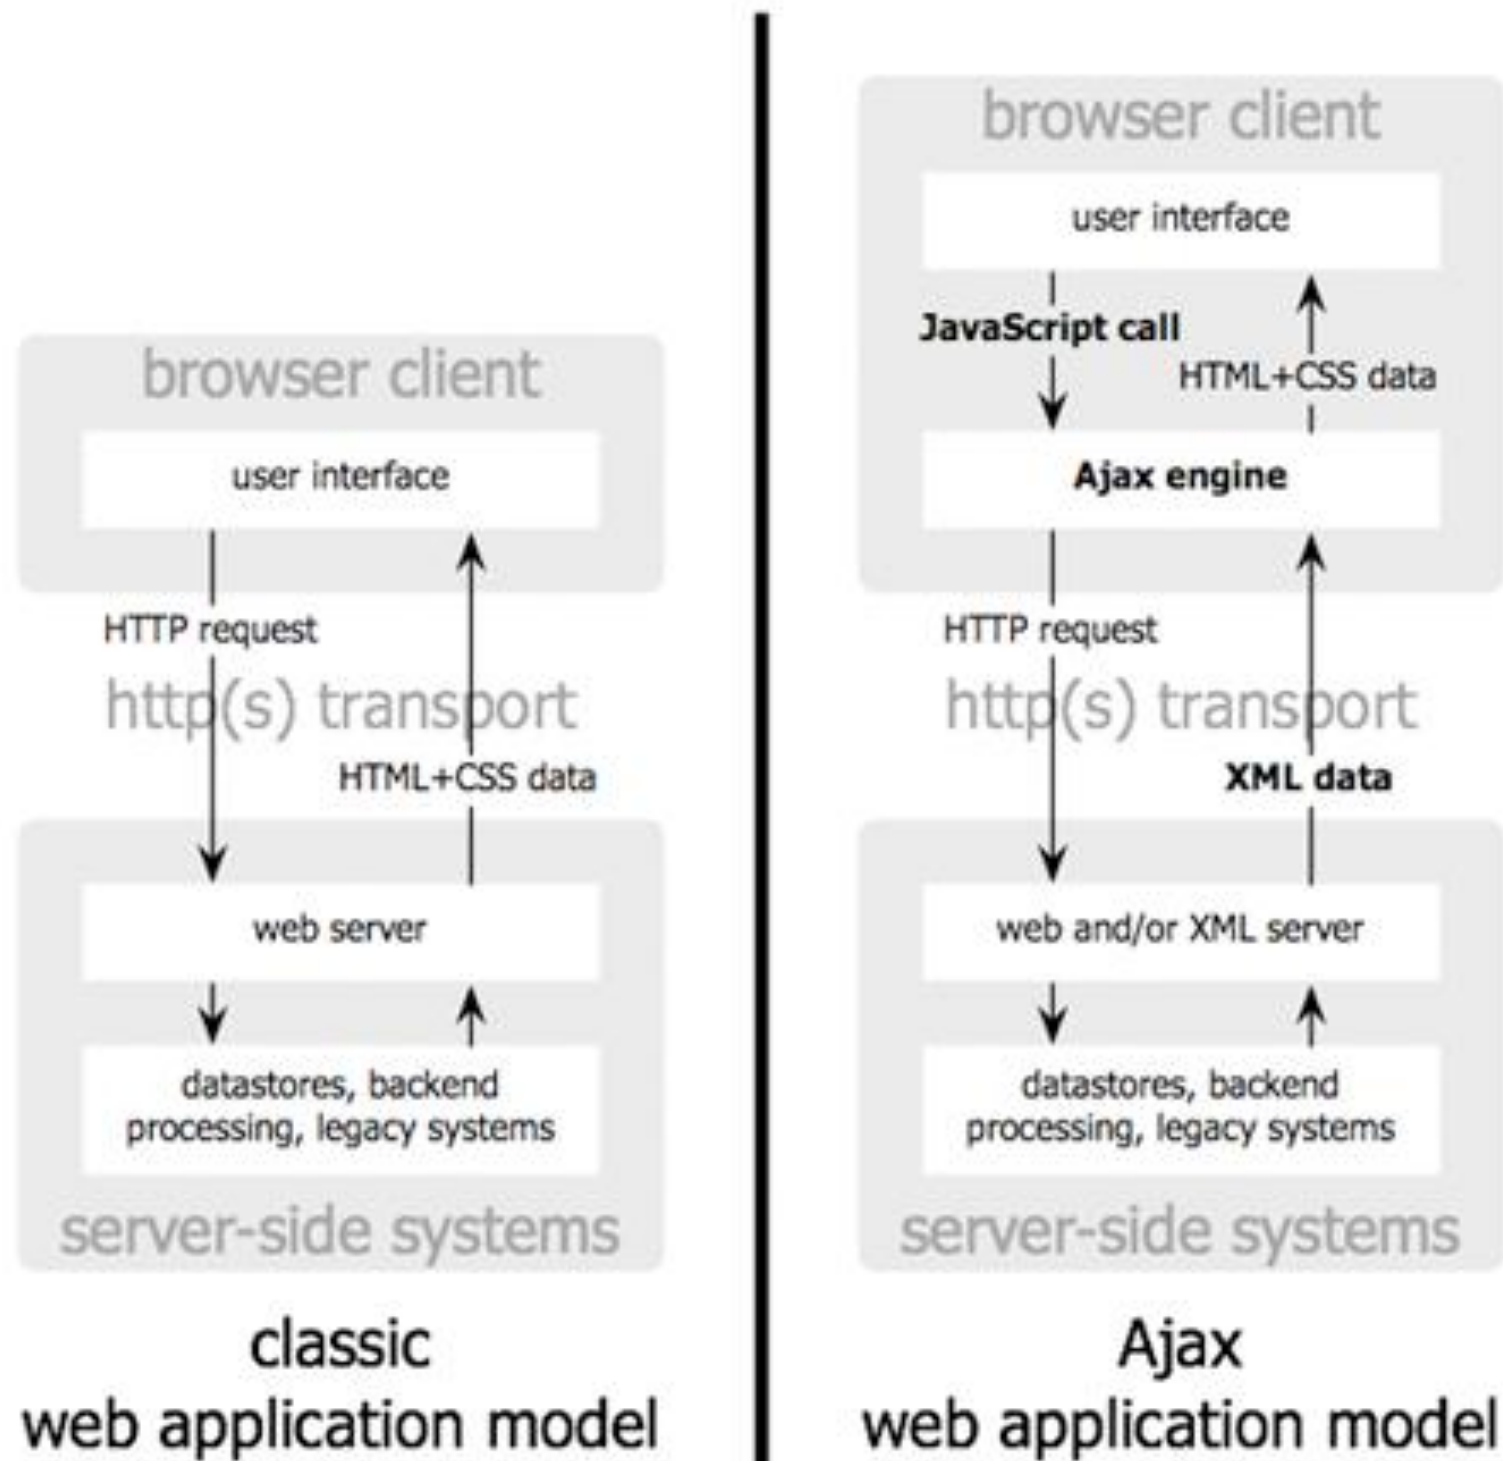 browser client
user interface
HTTP request
http(s) transport
HTML+CSS data
web server
datastores, backend
processing, legacy systems
server-side systems
classic
web application model
browser client
user interface
JavaScript call
HTML+CSS data
Ajax engine
HTTP request
http(s) transport
XML data
web and/or XML server
datastores, backend
processing, legacy systems
server-side systems
Ajax
web application model